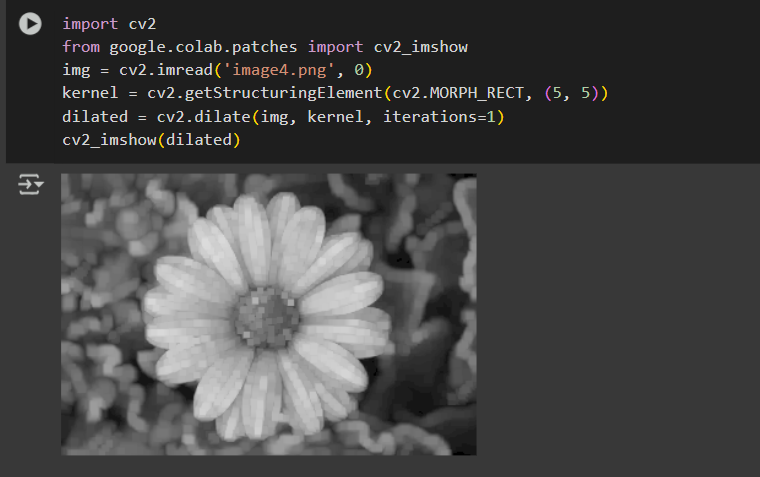 import cv2
from google.colab.patches import cv2_imshow
img = cv2.imread('image4.png', 0)
kernel = cv2.getStructuringElement(cv2.MORPH_RECT, (5, 5))
dilated = cv2.dilate(img, kernel, iterations=1)
cv2_imshow(dilated)